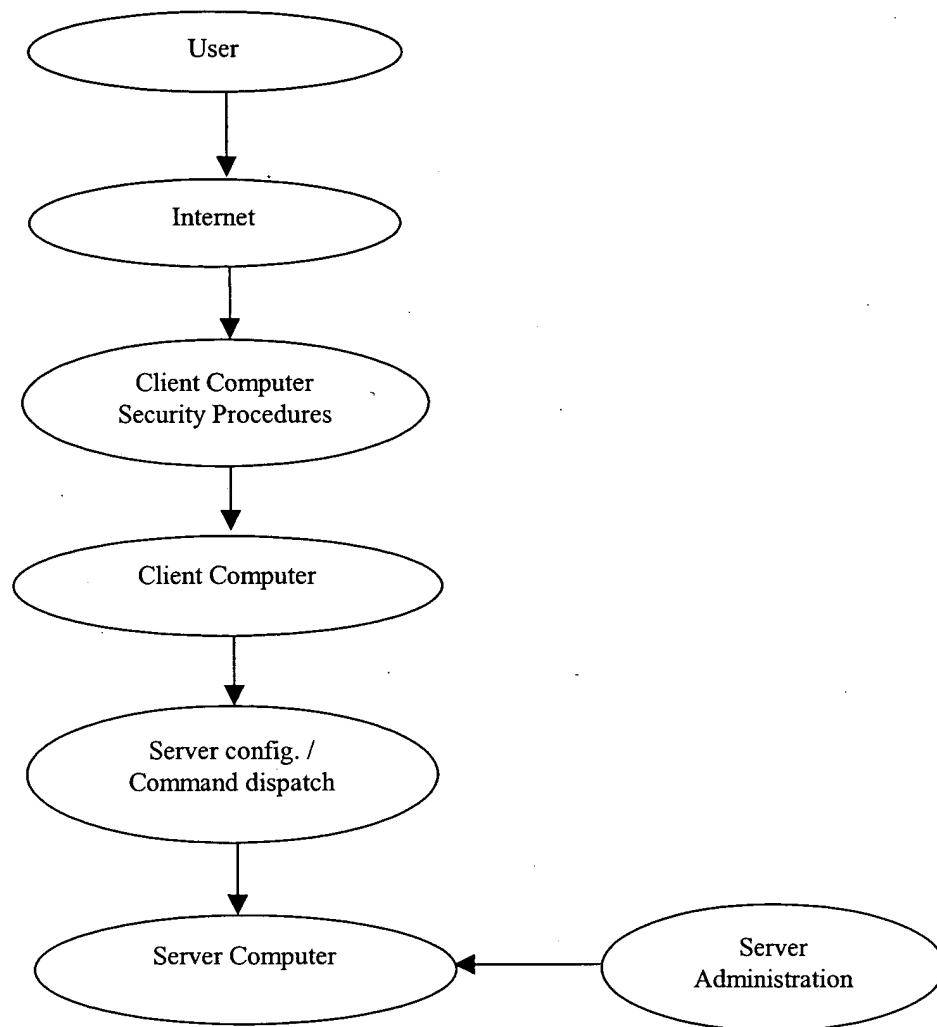 User
Internet
Client Computer
Security Procedures
Client Computer
Server config. /
Command dispatch
Server Computer
Server
Administration